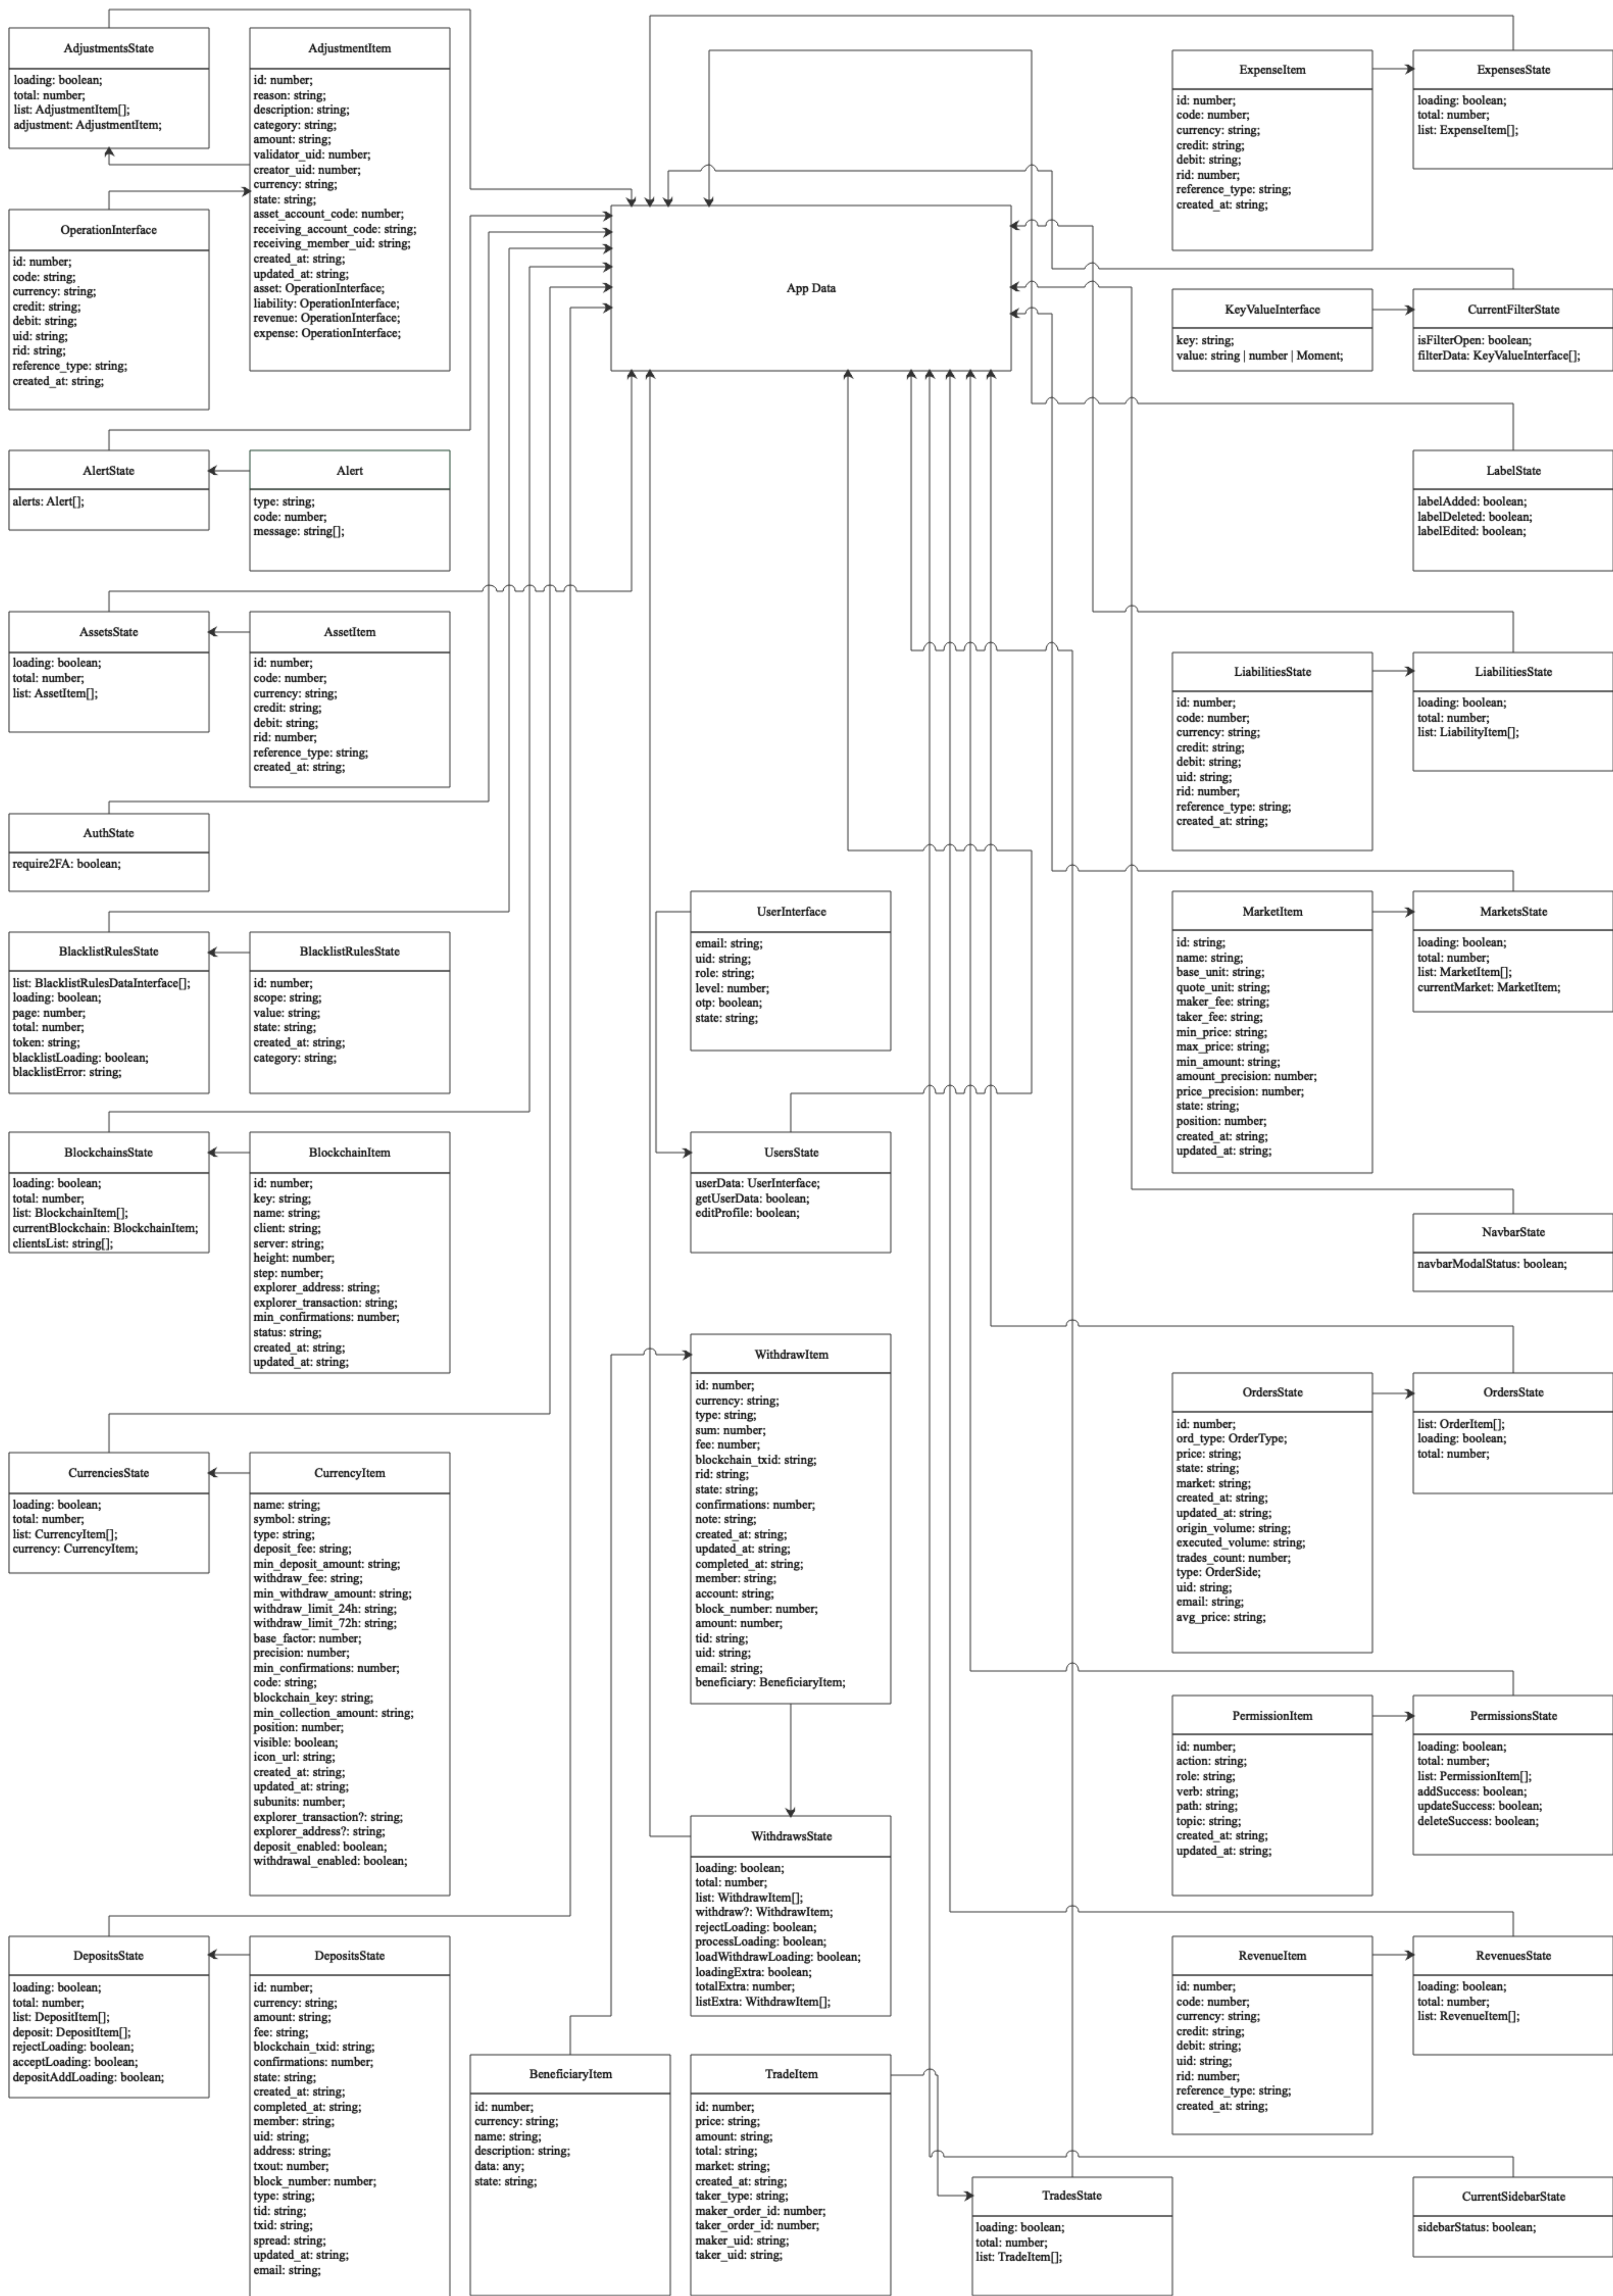 AdjustmentsState
loading: boolean;
total: number;
list: AdjustmentItem[];
adjustment: AdjustmentItem;
AdjustmentItem
id: number;
reason: string;
description: string;
category: string;
amount: string;
validator_uid: number;
creator_uid: number;
currency: string;
state: string;
asset_account_code: number;
receiving_account_code: string;
receiving_member_uid: string;
created_at: string;
updated_at: string;
asset: OperationInterface;
liability: OperationInterface;
revenue: OperationInterface;
expense: OperationInterface;
OperationInterface
id: number;
code: string;
currency: string;
credit: string;
debit: string;
uid: string;
rid: string;
reference_type: string;
created_at: string;
App Data
ExpenseItem
id: number;
code: number;
currency: string;
credit: string;
debit: string;
rid: number;
reference_type: string;
created_at: string;
ExpensesState
loading: boolean;
total: number;
list: ExpenseItem[];
KeyValueInterface
key: string;
value: string | number | Moment;
CurrentFilterState
isFilterOpen: boolean;
filterData: KeyValueInterface[];
AlertState
alerts: Alert[];
Alert
type: string;
code: number;
message: string[];
LabelState
labelAdded: boolean;
labelDeleted: boolean;
labelEdited: boolean;
AssetsState
loading: boolean;
total: number;
list: AssetItem[];
AssetItem
id: number;
code: number;
currency: string;
credit: string;
debit: string;
rid: number;
reference_type: string;
created_at: string;
LiabilitiesState
id: number;
code: number;
currency: string;
credit: string;
debit: string;
uid: string;
rid: number;
reference_type: string;
created_at: string;
LiabilitiesState
loading: boolean;
total: number;
list: LiabilityItem[];
AuthState
require2FA: boolean;
BlacklistRulesState
list: BlacklistRulesDataInterface[];
loading: boolean;
page: number;
total: number;
token: string;
blacklistLoading: boolean;
blacklistError: string;
BlacklistRulesState
id: number;
scope: string;
value: string;
state: string;
created_at: string;
category: string;
UserInterface
email: string;
uid: string;
role: string;
level: number;
otp: boolean;
state: string;
MarketItem
id: string;
name: string;
base_unit: string;
quote_unit: string;
maker_fee: string;
taker_fee: string;
min_price: string;
max_price: string;
min_amount: string;
amount_precision: number;
price_precision: number;
state: string;
position: number;
created_at: string;
updated_at: string;
MarketsState
loading: boolean;
total: number;
list: MarketItem[];
currentMarket: MarketItem;
BlockchainsState
loading: boolean;
total: number;
list: BlockchainItem[];
currentBlockchain: BlockchainItem;
clientsList: string[];
BlockchainItem
id: number;
key: string;
name: string;
client: string;
server: string;
height: number;
step: number;
explorer_address: string;
explorer_transaction: string;
min_confirmations: number;
status: string;
created_at: string;
updated_at: string;
UsersState
userData: UserInterface;
getUserData: boolean;
editProfile: boolean;
NavbarState
navbarModalStatus: boolean;
WithdrawItem
id: number;
currency: string;
type: string;
sum: number;
fee: number;
blockchain_txid: string;
rid: string;
state: string;
confirmations: number;
note: string;
created_at: string;
updated_at: string;
completed_at: string;
member: string;
account: string;
block_number: number;
amount: number;
tid: string;
uid: string;
email: string;
beneficiary: BeneficiaryItem;
OrdersState
id: number;
ord_type: OrderType;
price: string;
state: string;
market: string;
created_at: string;
updated_at: string;
origin_volume: string;
executed_volume: string;
trades_count: number;
type: OrderSide;
uid: string;
email: string;
avg_price: string;
OrdersState
list: OrderItem[];
loading: boolean;
total: number;
CurrenciesState
loading: boolean;
total: number;
list: CurrencyItem[];
currency: CurrencyItem;
CurrencyItem
name: string;
symbol: string;
type: string;
deposit_fee: string;
min_deposit_amount: string;
withdraw_fee: string;
min_withdraw_amount: string;
withdraw_limit_24h: string;
withdraw_limit_72h: string;
base_factor: number;
precision: number;
min_confirmations: number;
code: string;
blockchain_key: string;
min_collection_amount: string;
position: number;
visible: boolean;
icon_url: string;
created_at: string;
updated_at: string;
subunits: number;
explorer_transaction?: string;
explorer_address?: string;
deposit_enabled: boolean;
withdrawal_enabled: boolean;
PermissionItem
id: number;
action: string;
role: string;
verb: string;
path: string;
topic: string;
created_at: string;
updated_at: string;
PermissionsState
loading: boolean;
total: number;
list: PermissionItem[];
addSuccess: boolean;
updateSuccess: boolean;
deleteSuccess: boolean;
WithdrawsState
loading: boolean;
total: number;
list: WithdrawItem[];
withdraw?: WithdrawItem;
rejectLoading: boolean;
processLoading: boolean;
loadWithdrawLoading: boolean;
loadingExtra: boolean;
totalExtra: number;
listExtra: WithdrawItem[];
DepositsState
loading: boolean;
total: number;
list: DepositItem[];
deposit: DepositItem[];
rejectLoading: boolean;
acceptLoading: boolean;
depositAddLoading: boolean;
DepositsState
id: number;
currency: string;
amount: string;
fee: string;
blockchain_txid: string;
confirmations: number;
state: string;
created_at: string;
completed_at: string;
member: string;
uid: string;
address: string;
txout: number;
block_number: number;
type: string;
tid: string;
txid: string;
spread: string;
updated_at: string;
email: string;
RevenueItem
id: number;
code: number;
currency: string;
credit: string;
debit: string;
uid: string;
rid: number;
reference_type: string;
created_at: string;
RevenuesState
loading: boolean;
total: number;
list: RevenueItem[];
BeneficiaryItem
id: number;
currency: string;
name: string;
description: string;
data: any;
state: string;
TradeItem
id: number;
price: string;
amount: string;
total: string;
market: string;
created_at: string;
taker_type: string;
maker_order_id: number;
taker_order_id: number;
maker_uid: string;
taker_uid: string;
TradesState
loading: boolean;
total: number;
list: TradeItem[];
CurrentSidebarState
sidebarStatus: boolean;